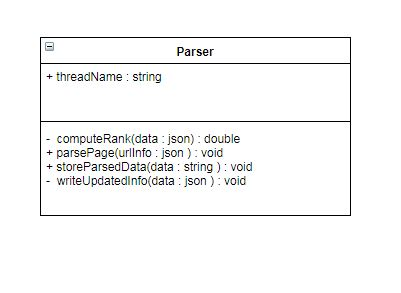 Parser
+ threadName : string
- computeRank(data : json) : double
+ parsePage(urlInfo : json ) : void
+ storeParsedData(data : string ) : void
- writeUpdatedInfo(data : json ) : void